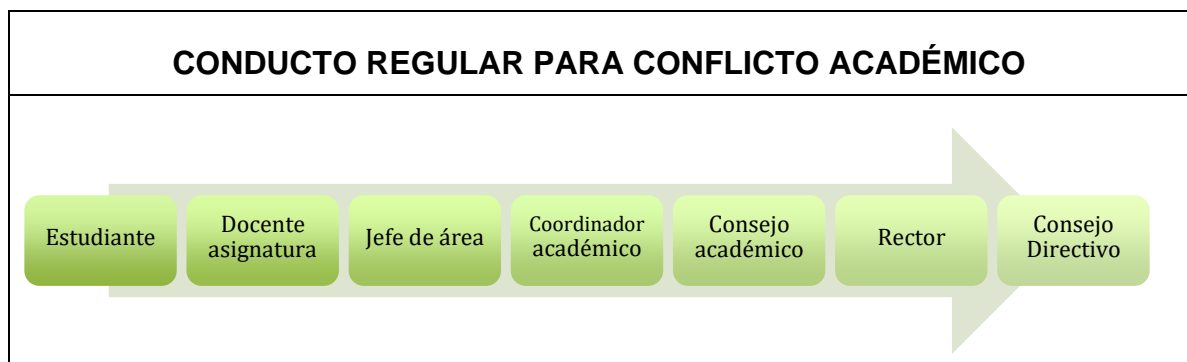 CONDUCTO REGULAR PARA CONFLICTO ACADÉMICO
Estudiante
Docente
asignatura
Jefe de área
Coordinador
académico
Consejo
académico
Rector
Consejo
Directivo